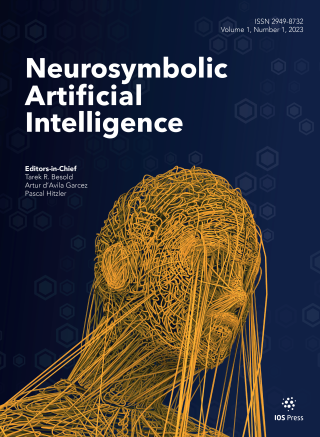 ISSN 2949-8732
Volume 1, Number 1, 2023
Neurosymbolic
Artificial
Intelligence
Editors-in-Chief
Tarek R. Besold
Artur d'Avila Garcez
Pascal Hitzler
IOS Press